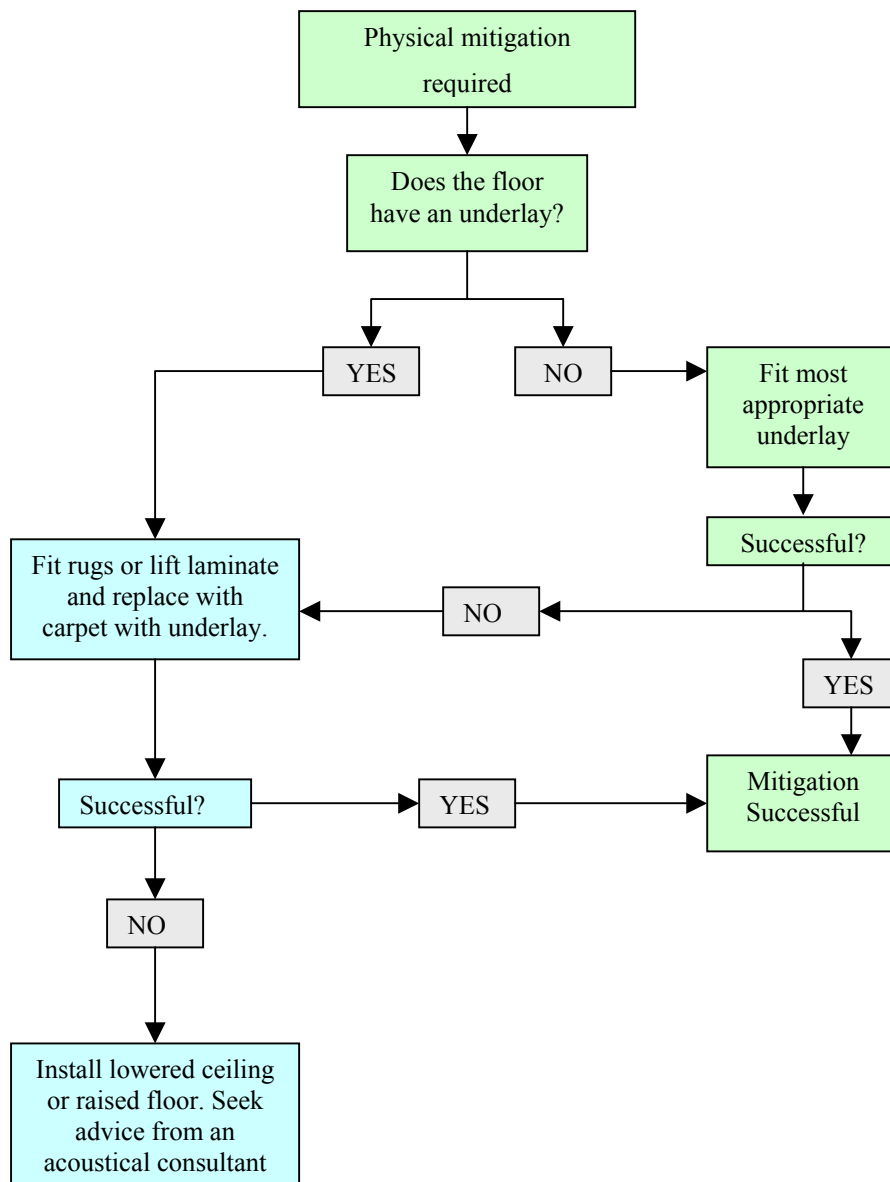 Physical mitigation
required
Does the floor
have an underlay?
YES
NO
Fit most
appropriate
underlay
Successful?
Fit rugs or lift laminate
and replace with
carpet with underlay.
NO
YES
Successful?
YES
Mitigation
Successful
NO
Install lowered ceiling
or raised floor. Seek
advice from an
acoustical consultant